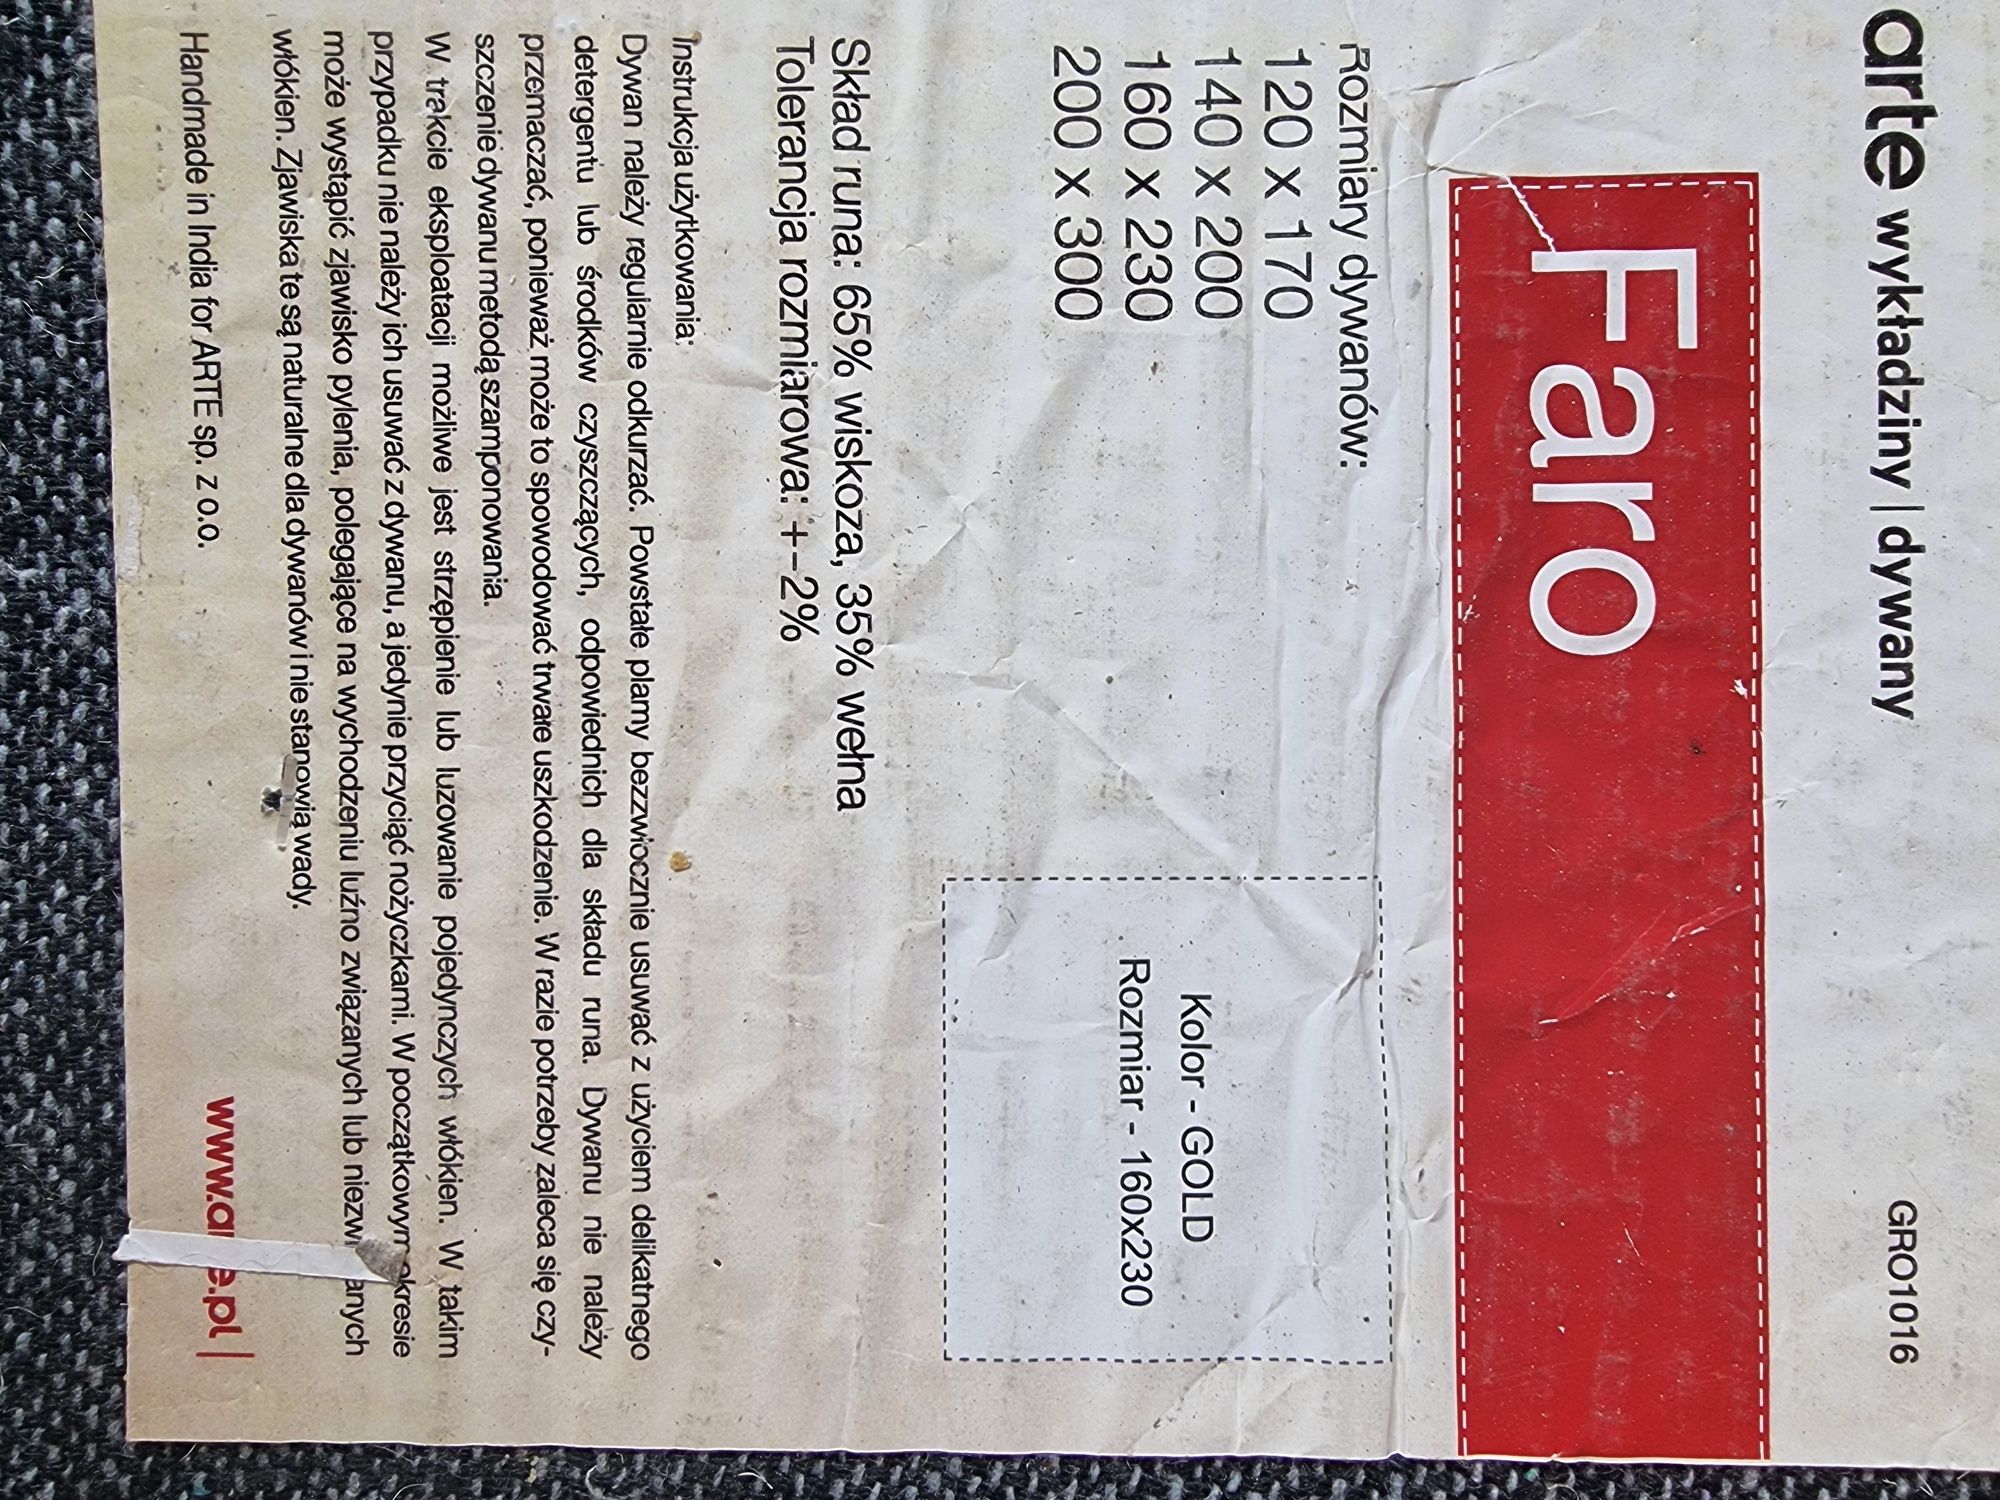 arte wykładziny | dywany
GRO1016
Faro
Rozmiary dywanów:
120 x 170
140 x 200
160 x 230
200 x 300
Kolor - GOLD
Rozmiar - 160x230
Skład runa: 65% wiskoza, 35% wełna
Tolerancja rozmiarowa: +-2%
Instrukcja użytkowania:
Dywan należy regularnie odkurzać. Powstałe plamy bezzwłocznie usuwać z użyciem delikatnego
detergentu lub środków czyszczących, odpowiednich dla składu runa. Dywanu nie należy
przemaczać, ponieważ może to spowodować trwałe uszkodzenie. W razie potrzeby zaleca się czy-
szczenie dywanu metodą szamponowania.
W trakcie eksploatacji możliwe jest strzępienie lub luzowanie pojedynczych włókien. W takim
przypadku nie należy ich usuwać z dywanu, a jedynie przyciąć nożyczkami. W początkowym okresie
może wystąpić zjawisko pylenia, polegające na wychodzeniu luźno związanych lub
włókien. Zjawiska te są naturalne dla dywanów i nie stanowią wady.
Handmade in India for ARTE sp. z o.o.